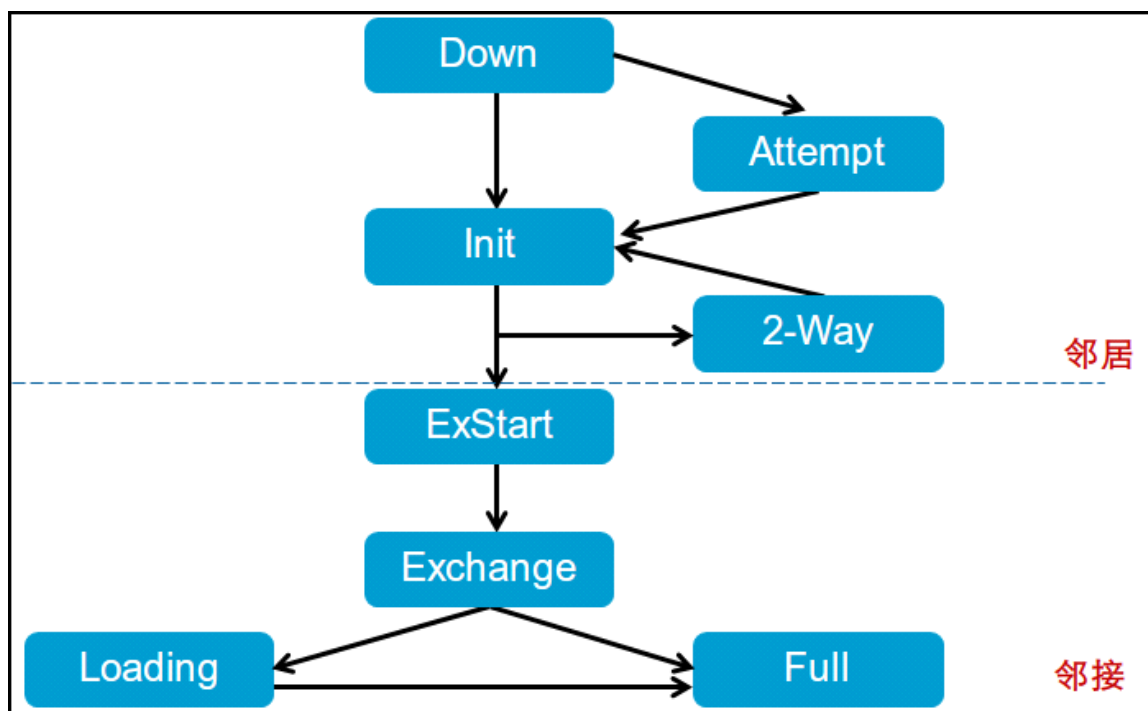 Down
Attempt
Init
2-Way
邻居
ExStart
Exchange
Loading
Full
邻接